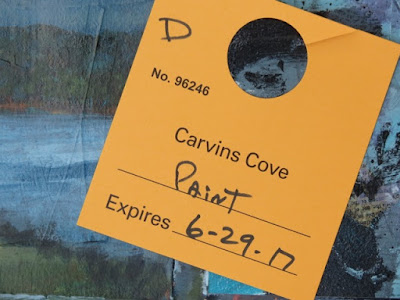 D
No. 96246
Carvins Cove
PAINT
Expires 6-29-17